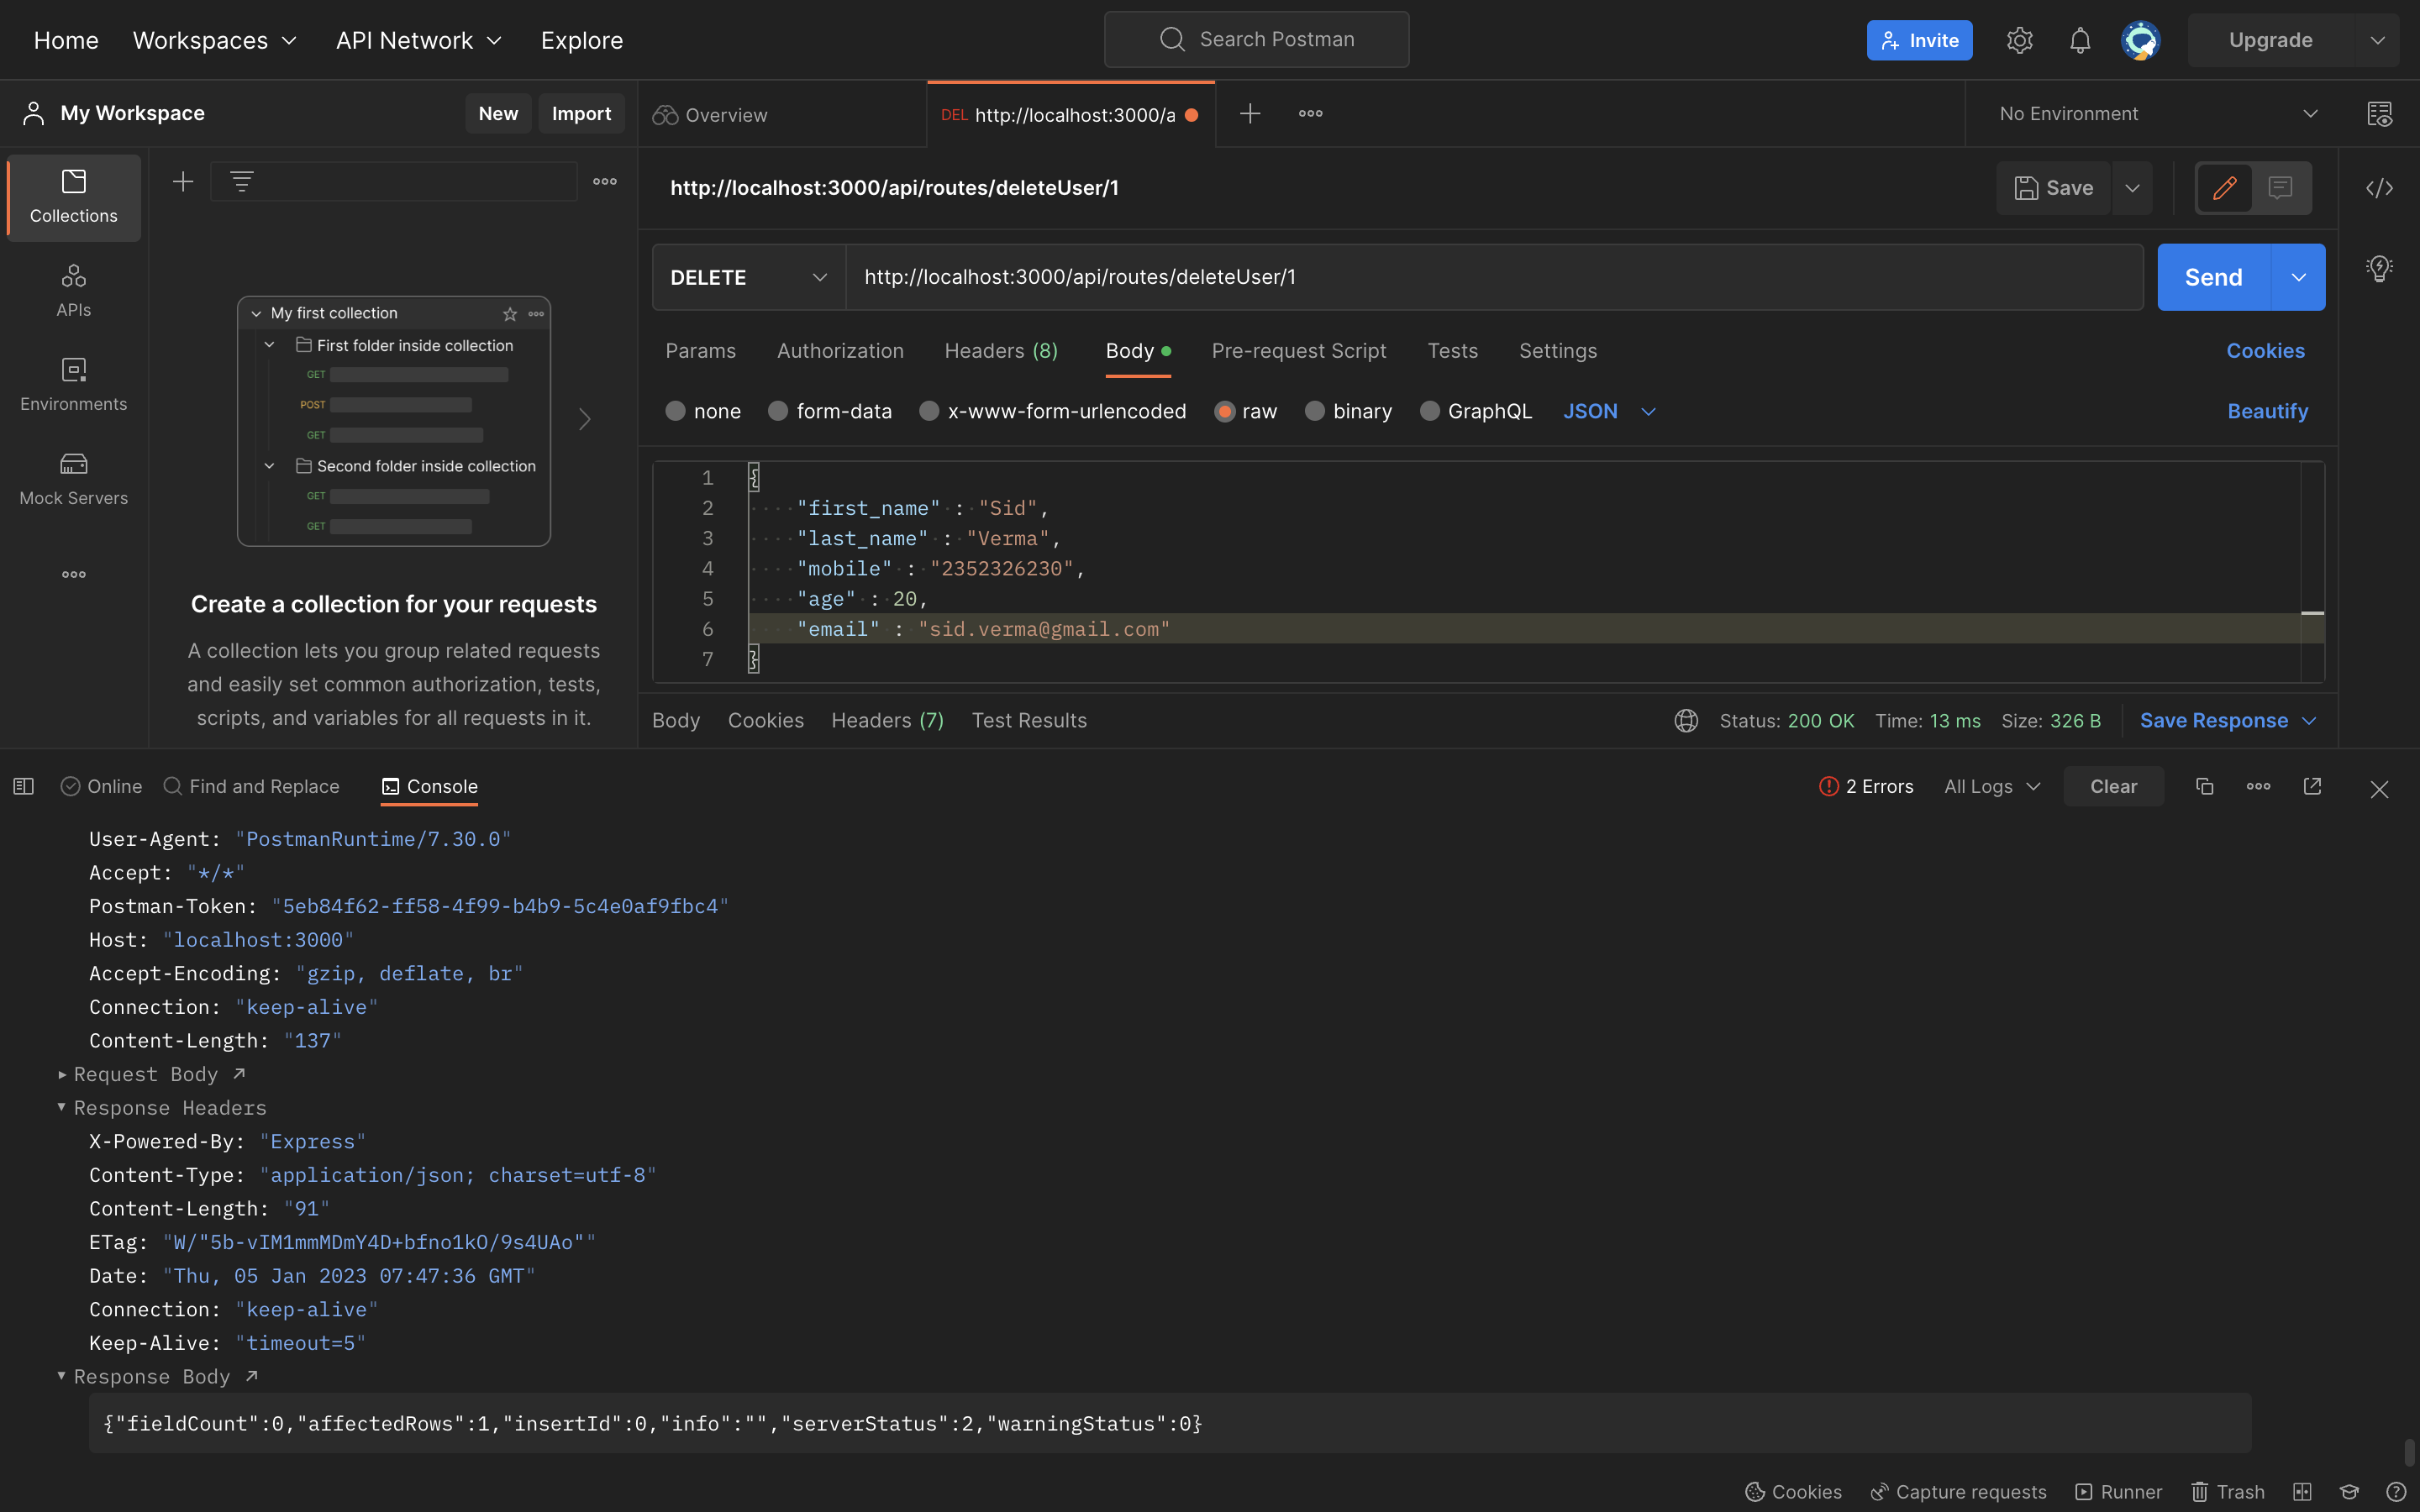 Home Workspaces API Network Explore Search Postman Invite Upgrade
My Workspace New Import Overview DEL http://localhost:3000/a No Environment
Collections
APIs
Environments
Mock Servers
My first collection
First folder inside collection
GET
POST
GET
Second folder inside collection
GET
GET
Create a collection for your requests
A collection lets you group related requests
and easily set common authorization, tests,
scripts, and variables for all requests in it.
http://localhost:3000/api/routes/deleteUser/1 Save
DELETE http://localhost:3000/api/routes/deleteUser/1 Send
Params Authorization Headers (8) Body Pre-request Script Tests Settings Cookies
none form-data x-www-form-urlencoded raw binary GraphQL JSON Beautify
1 {
2 "first_name" : "Sid",
3 "last_name" : "Verma",
4 "mobile" : "2352326230",
5 "age" : 20,
6 "email" : "sid.verma@gmail.com"
7 }
Body Cookies Headers (7) Test Results Status: 200 OK Time: 13 ms Size: 326 B Save Response
Online Find and Replace Console 2 Errors All Logs Clear
User-Agent: "PostmanRuntime/7.30.0"
Accept: "*/*"
Postman-Token: "5eb84f62-ff58-4f99-b4b9-5c4e0af9fbc4"
Host: "localhost:3000"
Accept-Encoding: "gzip, deflate, br"
Connection: "keep-alive"
Content-Length: "137"
Request Body
Response Headers
X-Powered-By: "Express"
Content-Type: "application/json; charset=utf-8"
Content-Length: "91"
ETag: "W/"5b-vIM1mmMDmY4D+bfno1kO/9s4UAo""
Date: "Thu, 05 Jan 2023 07:47:36 GMT"
Connection: "keep-alive"
Keep-Alive: "timeout=5"
Response Body
{"fieldCount":0,"affectedRows":1,"insertId":0,"info":"","serverStatus":2,"warningStatus":0}
Cookies Capture requests Runner Trash